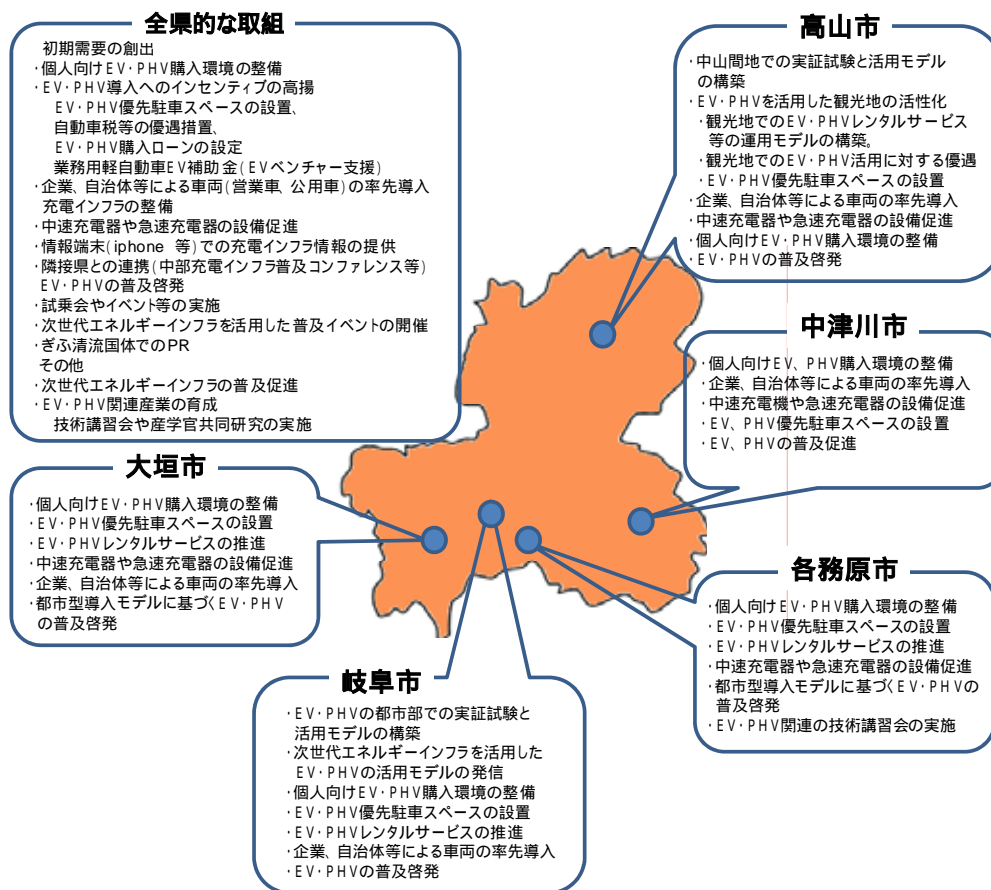 全県的な取組
初期需要の創出
・個人向けEV・PHV購入環境の整備
・EV・PHV導入へのインセンティブの高揚
EV・PHV優先駐車スペースの設置、
自動車税等の優遇措置、
EV・PHV購入ローンの設定
業務用軽自動車EV補助金(EVベンチャー支援)
・企業、自治体等による車両(営業車、公用車)の率先導入
充電インフラの整備
・中速充電器や急速充電器の設備促進
・情報端末(iphone 等)での充電インフラ情報の提供
・隣接県との連携(中部充電インフラ普及コンファレンス等)
EV・PHVの普及啓発
・試乗会やイベント等の実施
・次世代エネルギーインフラを活用した普及イベントの開催
・ぎふ清流国体でのPR
その他
・次世代エネルギーインフラの普及促進
・EV・PHV関連産業の育成
技術講習会や産学官共同研究の実施
高山市
・中山間地での実証試験と活用モデル
の構築
・EV・PHVを活用した観光地の活性化
・観光地でのEV・PHVレンタルサービス
等の運用モデルの構築。
・観光地でのEV・PHV活用に対する優遇
・EV・PHV優先駐車スペースの設置
・企業、自治体等による車両の率先導入
・中速充電器や急速充電器の設備促進
・個人向けEV・PHV購入環境の整備
・EV・PHVの普及啓発
中津川市
・個人向けEV、PHV購入環境の整備
・企業、自治体等による車両の率先導入
・中速充電機や急速充電器の設備促進
・EV、PHV優先駐車スペースの設置
・EV、PHVの普及促進
大垣市
・個人向けEV・PHV購入環境の整備
・EV・PHV優先駐車スペースの設置
・EV・PHVレンタルサービスの推進
・中速充電器や急速充電器の設備促進
・企業、自治体等による車両の率先導入
・都市型導入モデルに基づくEV・PHV
の普及啓発
各務原市
・個人向けEV・PHV購入環境の整備
・EV・PHV優先駐車スペースの設置
・EV・PHVレンタルサービスの推進
・中速充電器や急速充電器の設備促進
・都市型導入モデルに基づくEV・PHVの
普及啓発
・EV・PHV関連の技術講習会の実施
岐阜市
・EV・PHVの都市部での実証試験と
活用モデルの構築
・次世代エネルギーインフラを活用した
EV・PHVの活用モデルの発信
・個人向けEV・PHV購入環境の整備
・EV・PHV優先駐車スペースの設置
・EV・PHVレンタルサービスの推進
・企業、自治体等による車両の率先導入
・EV・PHVの普及啓発